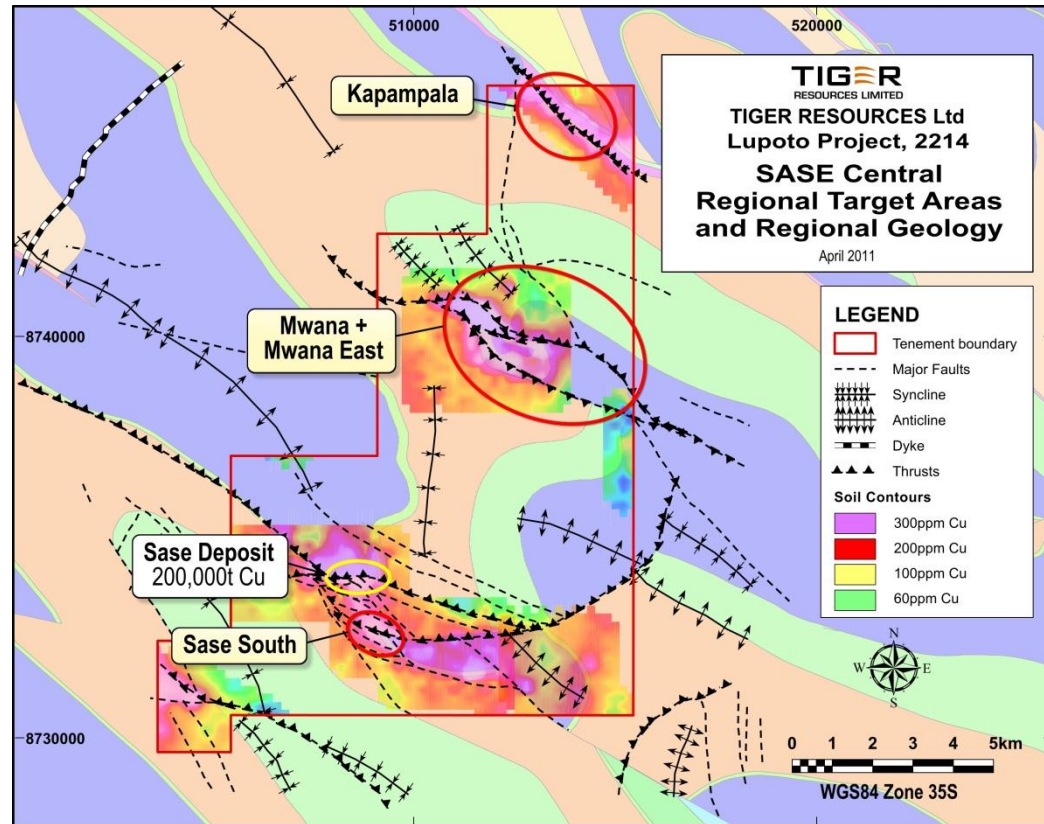 510000
520000
TIGER
RESOURCES LIMITED
TIGER RESOURCES Ltd
Lupoto Project, 2214
SASE Central
Regional Target Areas
and Regional Geology
April 2011
Kapampala
Mwana +
Mwana East
8740000
Sase Deposit
200,000t Cu
Sase South
8730000
LEGEND
Tenement boundary
Major Faults
Syncline
Anticline
Dyke
Thrusts
Soil Contours
300ppm Cu
200ppm Cu
100ppm Cu
60ppm Cu
N
W E
S
0 1 2 3 4 5km
WGS84 Zone 35S